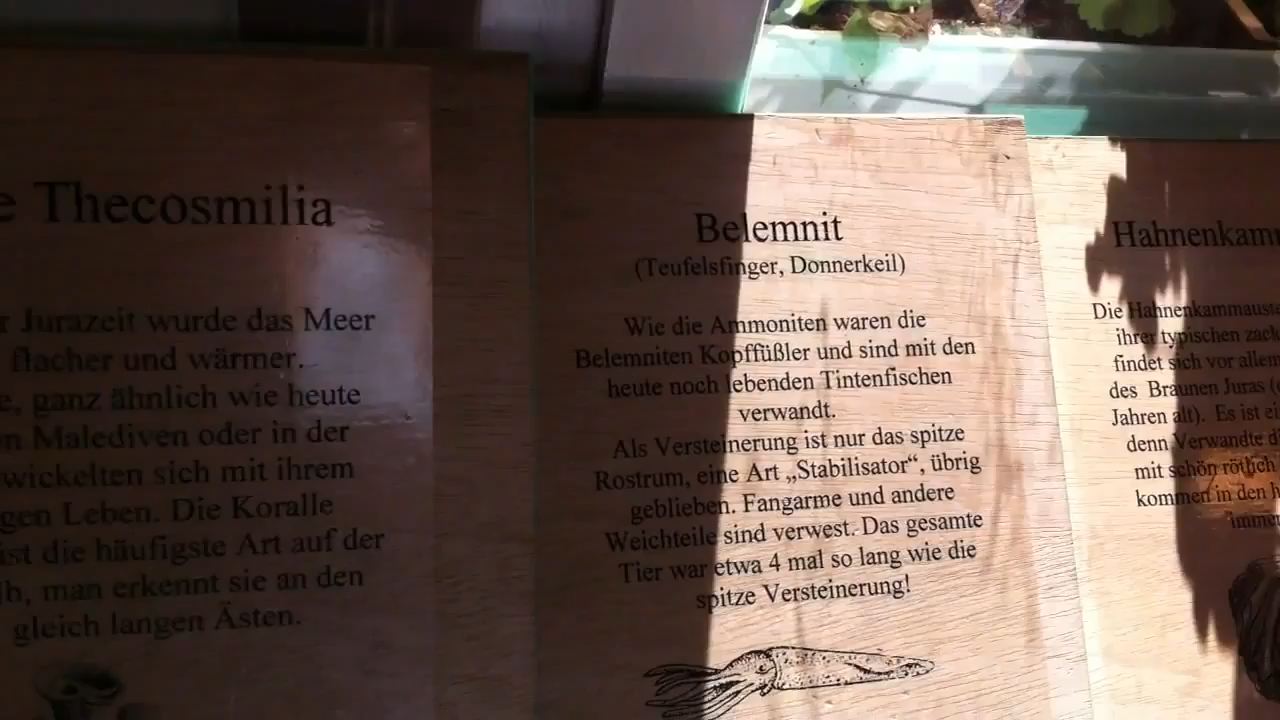 Thecosmilia
Jurazeit wurde das Meer
flacher und wärmer.
ganz ähnlich wie heute
Malediven oder in der
sich mit ihrem
Leben. Die Koralle
ist die häufigste Art auf der
man erkennt sie an den
gleich langen Ästen.
Belemnit
(Teufelsfinger, Donnerkeil)
Wie die Ammoniten waren die
Belemniten Kopffüßler und sind mit den
heute noch lebenden Tintenfischen
verwandt.
Als Versteinerung ist nur das spitze
Rostrum, eine Art „Stabilisator“, übrig
geblieben. Fangarme und andere
Weichteile sind verwest. Das gesamte
Tier war etwa 4 mal so lang wie die
spitze Versteinerung!
Die
ihrer typischen
findet sich vor
des Braunen Juras
Jahren alt). Es ist
denn Verwandte
mit schön
in den